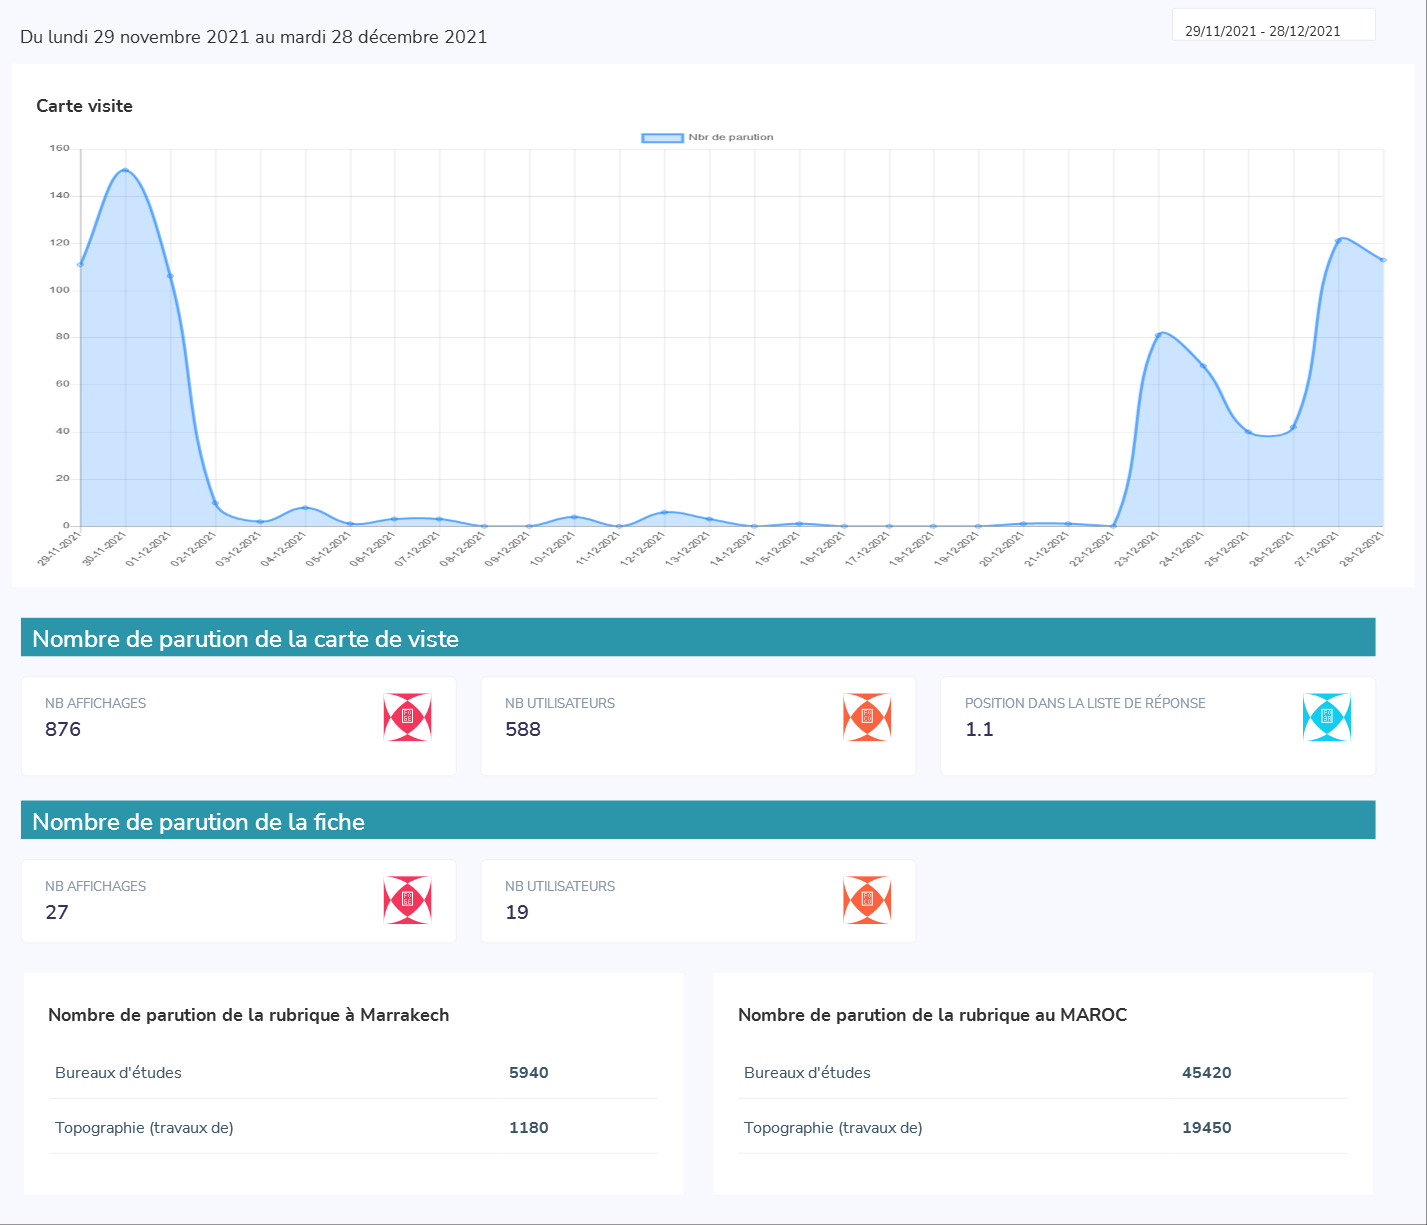 Du lundi 29 novembre 2021 au mardi 28 décembre 2021
29/11/2021 - 28/12/2021
Carte visite
Nbr de parution
160
140
120
100
80
60
40
20
0
29-11-2021
30-11-2021
01-12-2021
02-12-2021
03-12-2021
04-12-2021
05-12-2021
06-12-2021
07-12-2021
08-12-2021
09-12-2021
10-12-2021
11-12-2021
12-12-2021
13-12-2021
14-12-2021
15-12-2021
16-12-2021
17-12-2021
18-12-2021
19-12-2021
20-12-2021
21-12-2021
22-12-2021
23-12-2021
24-12-2021
25-12-2021
26-12-2021
27-12-2021
28-12-2021
Nombre de parution de la carte de viste
NB AFFICHAGES
876
NB UTILISATEURS
588
POSITION DANS LA LISTE DE RÉPONSE
1.1
Nombre de parution de la fiche
NB AFFICHAGES
27
NB UTILISATEURS
19
Nombre de parution de la rubrique à Marrakech
Bureaux d'études 5940
Topographie (travaux de) 1180
Nombre de parution de la rubrique au MAROC
Bureaux d'études 45420
Topographie (travaux de) 19450